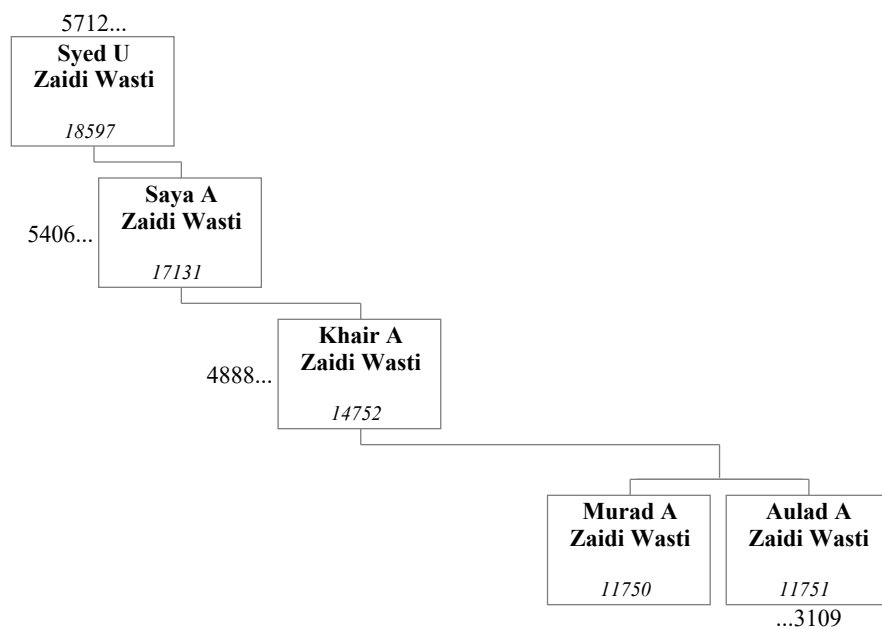 5712...
Syed U
Zaidi Wasti
18597
Saya A
Zaidi Wasti
5406...
17131
Khair A
Zaidi Wasti
4888...
14752
Murad A
Zaidi Wasti
11750
Aulad A
Zaidi Wasti
11751
...3109